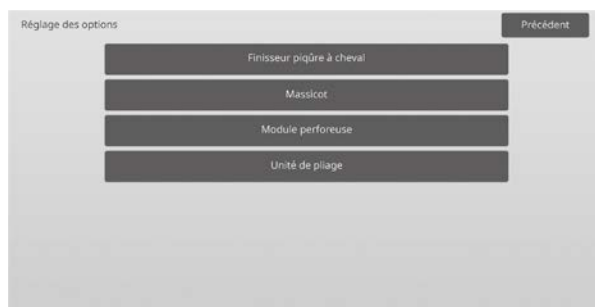 Réglage des options
Précédent
Finisseur piqûre à cheval
Massicot
Module perforeuse
Unité de pliage